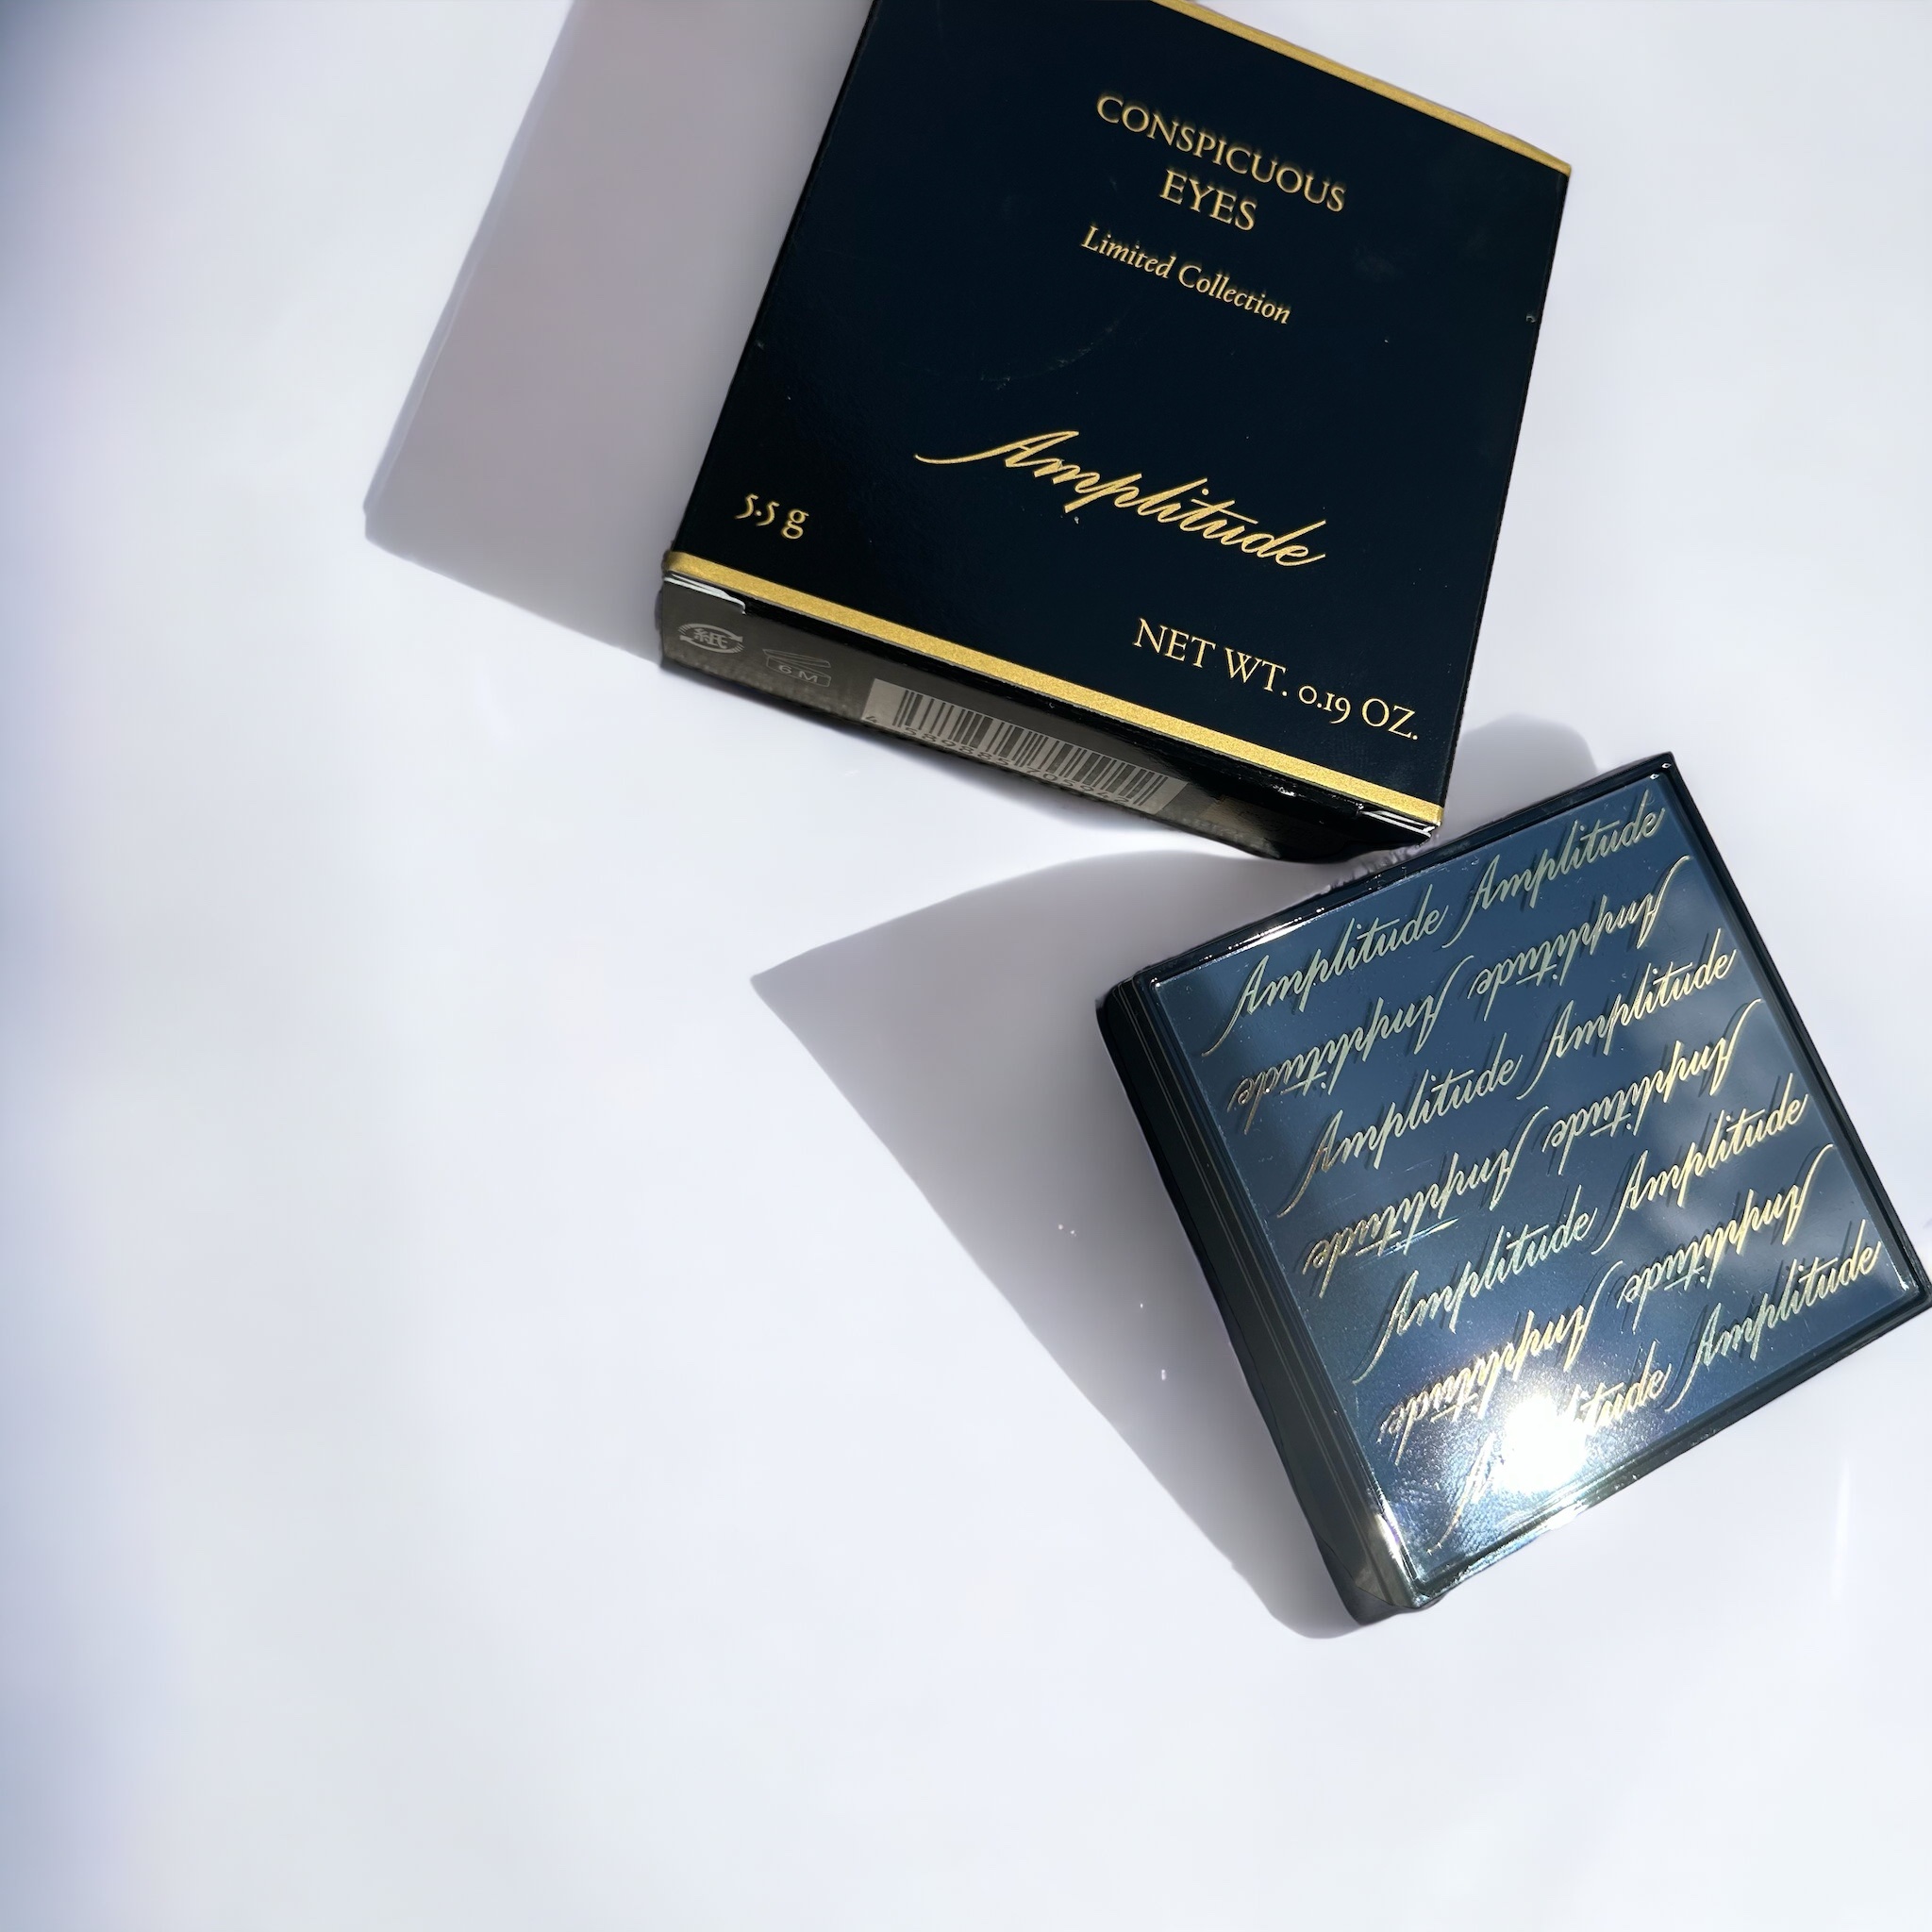 CONSPICUOUS
EYES
Limited Collection
Amplitude
5.5 g
NET WT. 0.19 OZ.
紙
6M
Amplitude Amplitude
Amplitude Amplitude
Amplitude Amplitude
Amplitude Amplitude
Amplitude Amplitude
Amplitude Amplitude
Amplitude